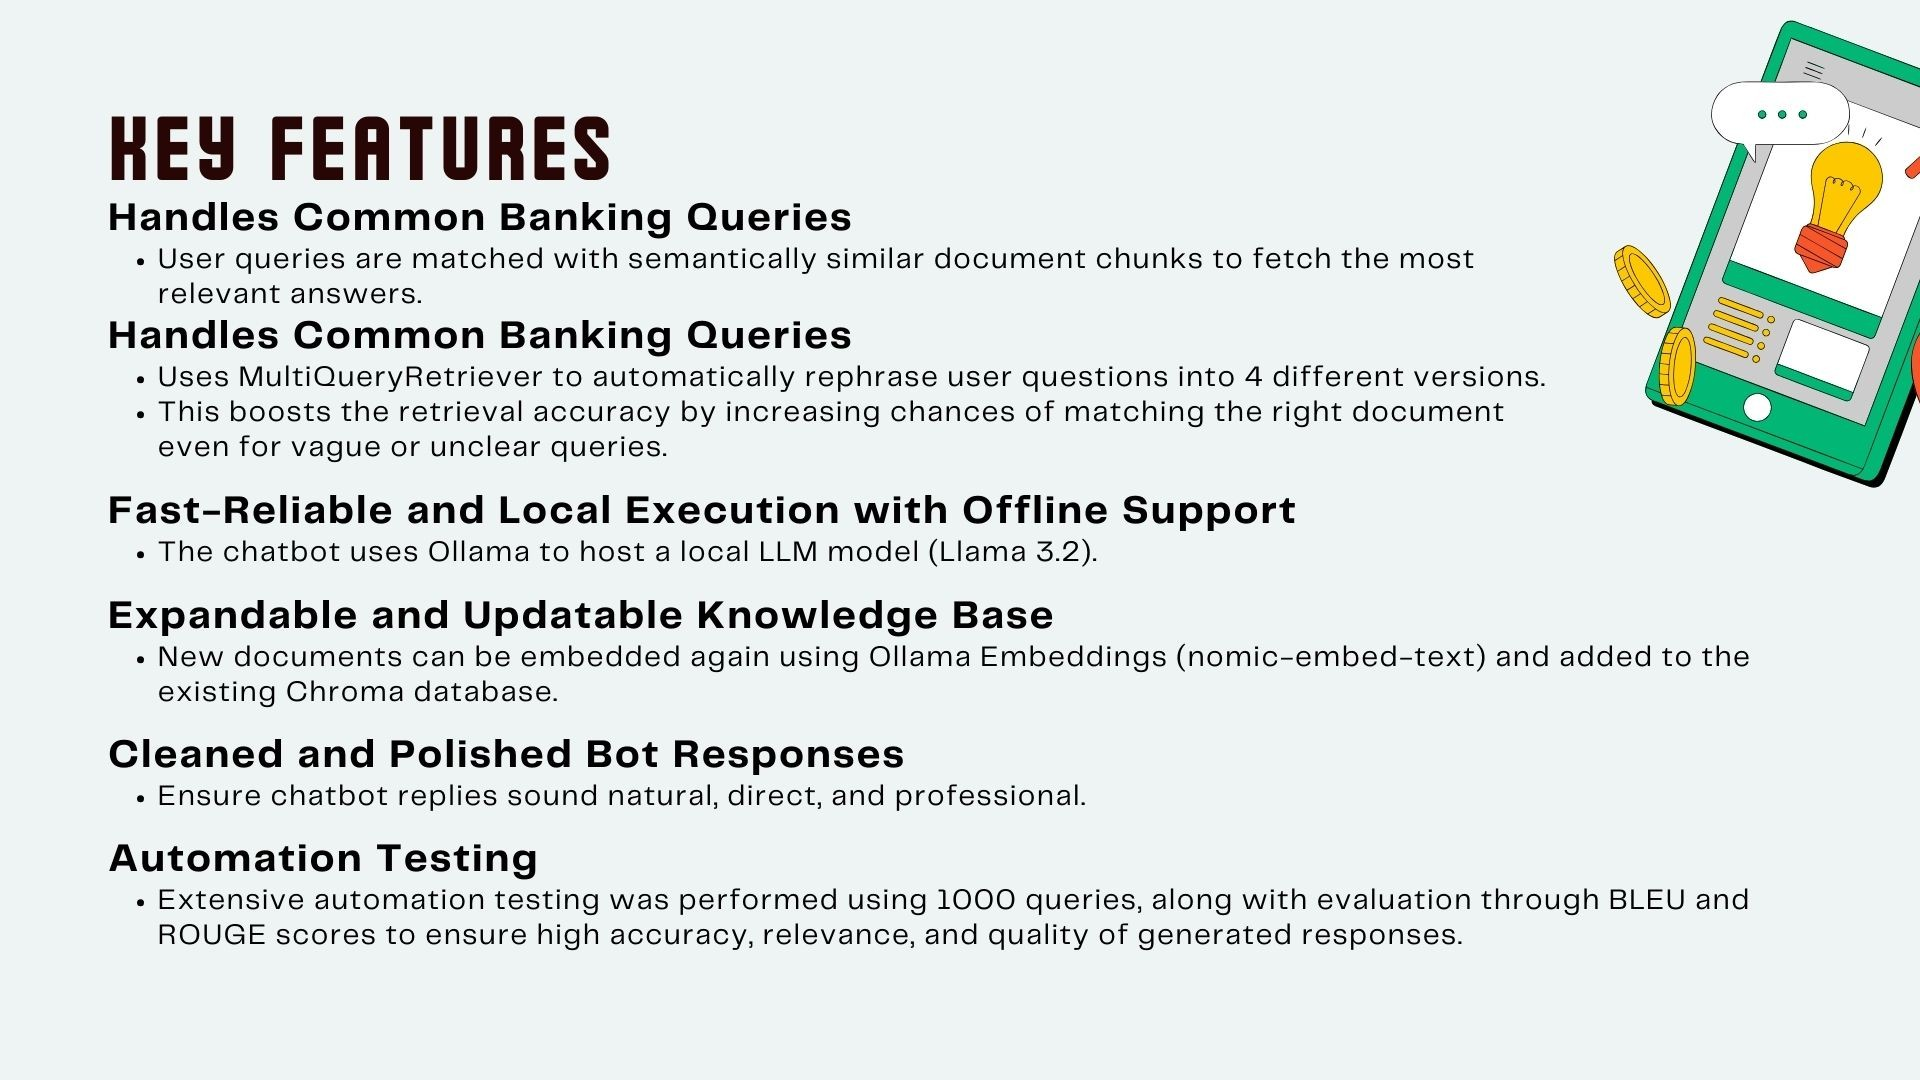 KEY FEATURES
Handles Common Banking Queries
• User queries are matched with semantically similar document chunks to fetch the most
relevant answers.
Handles Common Banking Queries
• Uses MultiQueryRetriever to automatically rephrase user questions into 4 different versions.
• This boosts the retrieval accuracy by increasing chances of matching the right document
even for vague or unclear queries.
Fast-Reliable and Local Execution with Offline Support
• The chatbot uses Ollama to host a local LLM model (Llama 3.2).
Expandable and Updatable Knowledge Base
• New documents can be embedded again using Ollama Embeddings (nomic-embed-text) and added to the
existing Chroma database.
Cleaned and Polished Bot Responses
• Ensure chatbot replies sound natural, direct, and professional.
Automation Testing
• Extensive automation testing was performed using 1000 queries, along with evaluation through BLEU and
ROUGE scores to ensure high accuracy, relevance, and quality of generated responses.